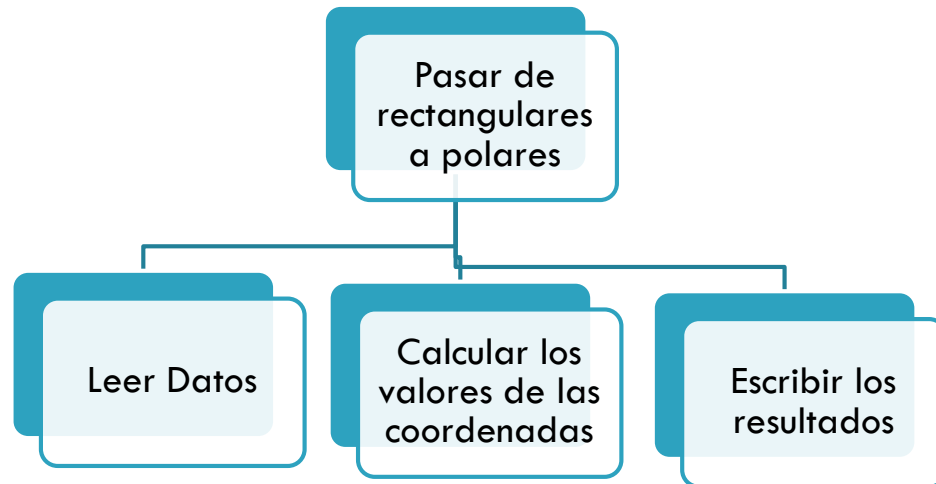 Pasar de
rectangulares
a polares
Leer Datos
Calcular los
valores de las
coordenadas
Escribir los
resultados